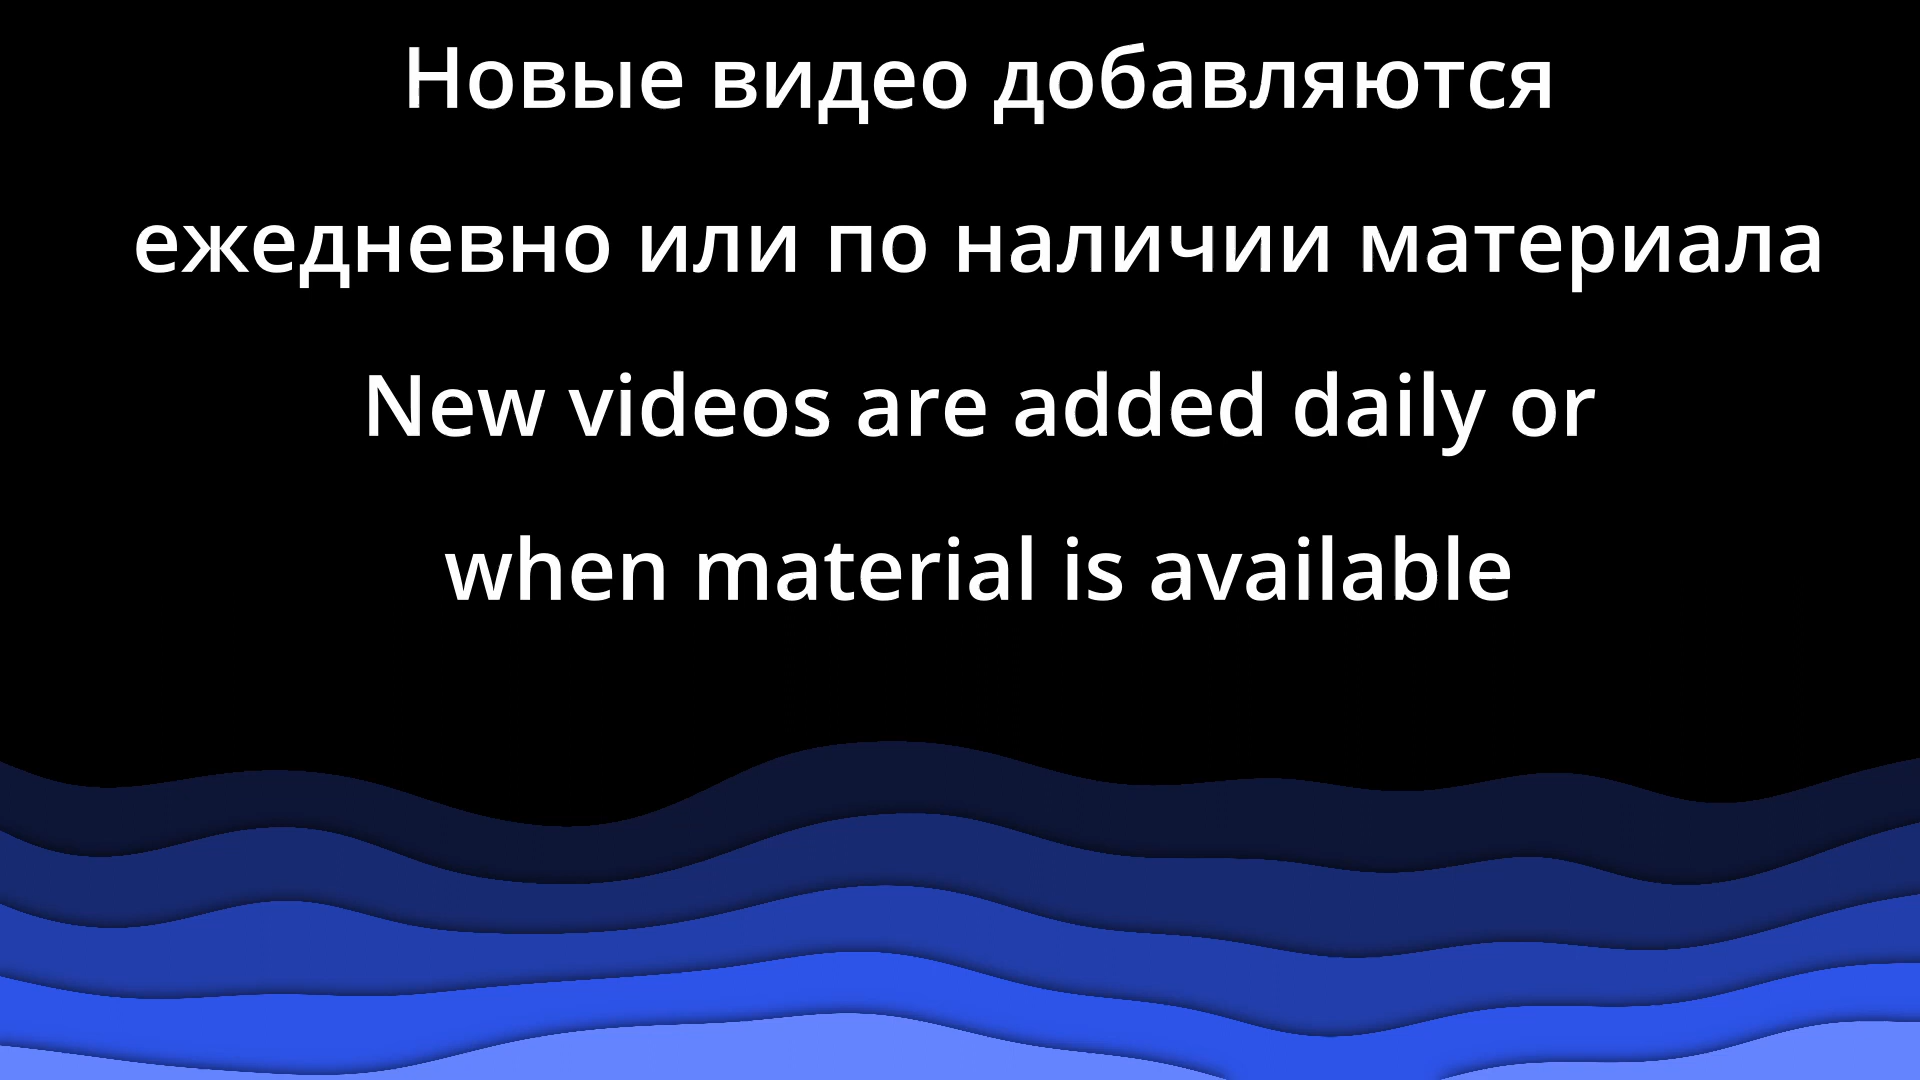 Новые видео добавляются
ежедневно или по наличии материала
New videos are added daily or
when material is available